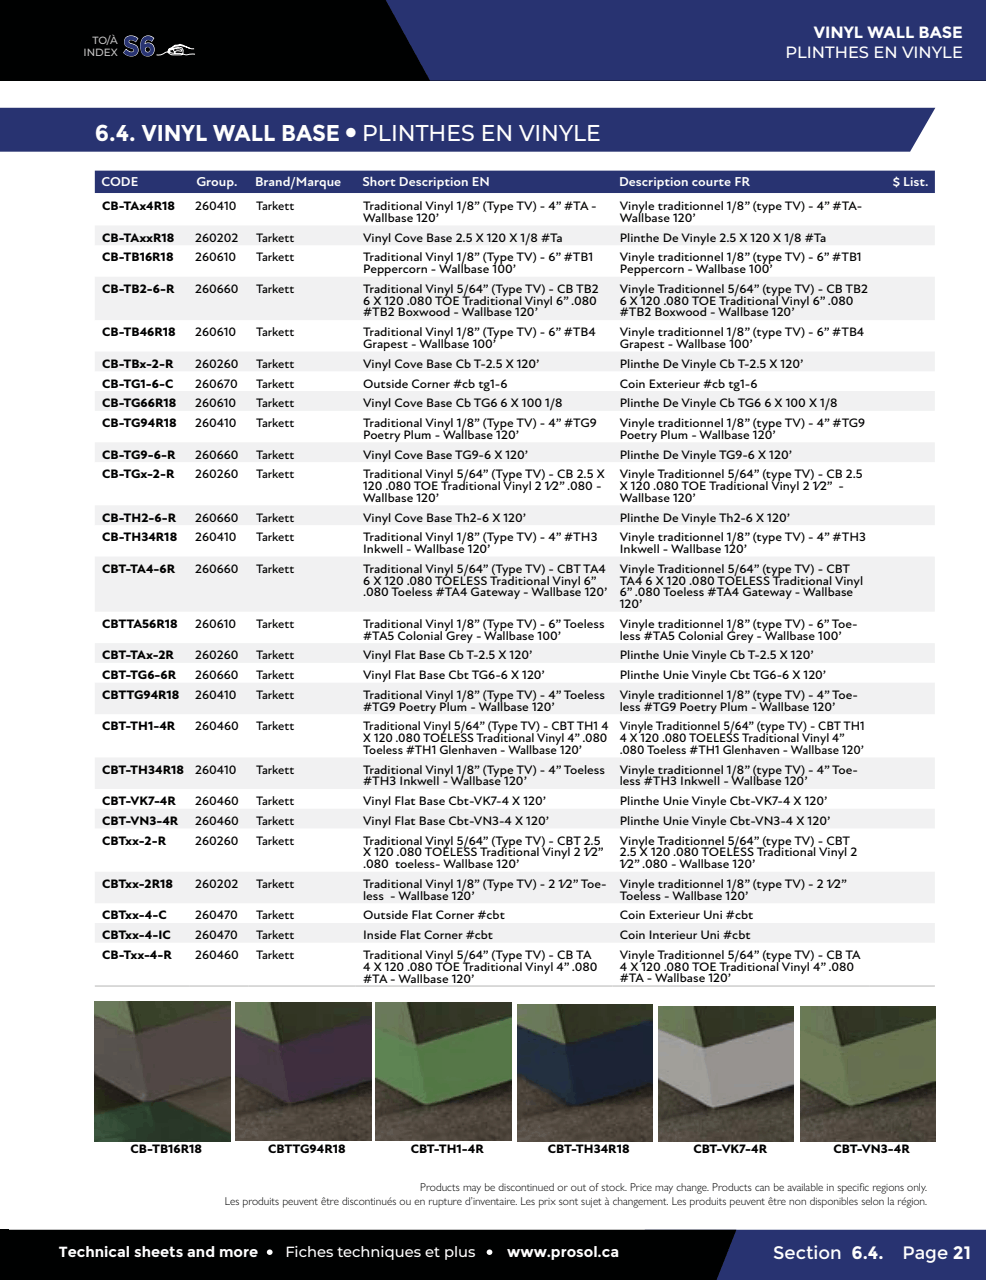 TO/À
INDEX S6
VINYL WALL BASE
PLINTHES EN VINYLE
6.4. VINYL WALL BASE • PLINTHES EN VINYLE
CODE Group. Brand/Marque Short Description EN Description courte FR $ List.
CB-TAx4R18 260410 Tarkett Traditional Vinyl 1/8” (Type TV) - 4” #TA - Vinyle traditionnel 1/8” (type TV) - 4” #TA-
Wallbase 120’ Wallbase 120’
CB-TAxxR18 260202 Tarkett Vinyl Cove Base 2.5 X 120 X 1/8 #Ta Plinthe De Vinyle 2.5 X 120 X 1/8 #Ta
CB-TB16R18 260610 Tarkett Traditional Vinyl 1/8” (Type TV) - 6” #TB1 Vinyle traditionnel 1/8” (type TV) - 6” #TB1
Peppercorn - Wallbase 100’ Peppercorn - Wallbase 100’
CB-TB2-6-R 260660 Tarkett Traditional Vinyl 5/64” (Type TV) - CB TB2 Vinyle Traditionnel 5/64” (type TV) - CB TB2
6 X 120 .080 TOE Traditional Vinyl 6” .080 6 X 120 .080 TOE Traditional Vinyl 6” .080
#TB2 Boxwood - Wallbase 120’ #TB2 Boxwood - Wallbase 120’
CB-TB46R18 260610 Tarkett Traditional Vinyl 1/8” (Type TV) - 6” #TB4 Vinyle traditionnel 1/8” (type TV) - 6” #TB4
Grapest - Wallbase 100’ Grapest - Wallbase 100’
CB-TBx-2-R 260260 Tarkett Vinyl Cove Base Cb T-2.5 X 120’ Plinthe De Vinyle Cb T-2.5 X 120’
CB-TG1-6-C 260670 Tarkett Outside Corner #cb tg1-6 Coin Exterieur #cb tg1-6
CB-TG66R18 260610 Tarkett Vinyl Cove Base Cb TG6 6 X 100 1/8 Plinthe De Vinyle Cb TG6 6 X 100 X 1/8
CB-TG94R18 260410 Tarkett Traditional Vinyl 1/8” (Type TV) - 4” #TG9 Vinyle traditionnel 1/8” (type TV) - 4” #TG9
Poetry Plum - Wallbase 120’ Poetry Plum - Wallbase 120’
CB-TG9-6-R 260660 Tarkett Vinyl Cove Base TG9-6 X 120’ Plinthe De Vinyle TG9-6 X 120’
CB-TGx-2-R 260260 Tarkett Traditional Vinyl 5/64” (Type TV) - CB 2.5 X Vinyle Traditionnel 5/64” (type TV) - CB 2.5
120 .080 TOE Traditional Vinyl 2 1⁄2” .080 - X 120 .080 TOE Traditional Vinyl 2 1⁄2” -
Wallbase 120’ Wallbase 120’
CB-TH2-6-R 260660 Tarkett Vinyl Cove Base Th2-6 X 120’ Plinthe De Vinyle Th2-6 X 120’
CB-TH34R18 260410 Tarkett Traditional Vinyl 1/8” (Type TV) - 4” #TH3 Vinyle traditionnel 1/8” (type TV) - 4” #TH3
Inkwell - Wallbase 120’ Inkwell - Wallbase 120’
CBT-TA4-6R 260660 Tarkett Traditional Vinyl 5/64” (Type TV) - CBT TA4 Vinyle Traditionnel 5/64” (type TV) - CBT
6 X 120 .080 TOELESS Traditional Vinyl 6” TA4 6 X 120 .080 TOELESS Traditional Vinyl
.080 Toeless #TA4 Gateway - Wallbase 120’ 6” .080 Toeless #TA4 Gateway - Wallbase
120’
CBTTA56R18 260610 Tarkett Traditional Vinyl 1/8” (Type TV) - 6” Toeless Vinyle traditionnel 1/8” (type TV) - 6” Toe-
#TA5 Colonial Grey - Wallbase 100’ less #TA5 Colonial Grey - Wallbase 100’
CBT-TAx-2R 260260 Tarkett Vinyl Flat Base Cb T-2.5 X 120’ Plinthe Unie Vinyle Cb T-2.5 X 120’
CBT-TG6-6R 260660 Tarkett Vinyl Flat Base Cbt TG6-6 X 120’ Plinthe Unie Vinyle Cbt TG6-6 X 120’
CBTTG94R18 260410 Tarkett Traditional Vinyl 1/8” (Type TV) - 4” Toeless Vinyle traditionnel 1/8” (type TV) - 4” Toe-
#TG9 Poetry Plum - Wallbase 120’ less #TG9 Poetry Plum - Wallbase 120’
CBT-TH1-4R 260460 Tarkett Traditional Vinyl 5/64” (Type TV) - CBT TH1 4 Vinyle Traditionnel 5/64” (type TV) - CBT TH1
X 120 .080 TOELESS Traditional Vinyl 4” .080 4 X 120 .080 TOELESS Traditional Vinyl 4”
Toeless #TH1 Glenhaven - Wallbase 120’ .080 Toeless #TH1 Glenhaven - Wallbase 120’
CBT-TH34R18 260410 Tarkett Traditional Vinyl 1/8” (Type TV) - 4” Toeless Vinyle traditionnel 1/8” (type TV) - 4” Toe-
#TH3 Inkwell - Wallbase 120’ less #TH3 Inkwell - Wallbase 120’
CBT-VK7-4R 260460 Tarkett Vinyl Flat Base Cbt-VK7-4 X 120’ Plinthe Unie Vinyle Cbt-VK7-4 X 120’
CBT-VN3-4R 260460 Tarkett Vinyl Flat Base Cbt-VN3-4 X 120’ Plinthe Unie Vinyle Cbt-VN3-4 X 120’
CBTxx-2-R 260260 Tarkett Traditional Vinyl 5/64” (Type TV) - CBT 2.5 Vinyle Traditionnel 5/64” (type TV) - CBT
X 120 .080 TOELESS Traditional Vinyl 2 1⁄2” 2.5 X 120 .080 TOELESS Traditional Vinyl 2
.080 toeless- Wallbase 120’ 1⁄2” .080 - Wallbase 120’
CBTxx-2R18 260202 Tarkett Traditional Vinyl 1/8” (Type TV) - 2 1⁄2” Toe- Vinyle traditionnel 1/8” (type TV) - 2 1⁄2”
less - Wallbase 120’ Toeless - Wallbase 120’
CBTxx-4-C 260470 Tarkett Outside Flat Corner #cbt Coin Exterieur Uni #cbt
CBTxx-4-IC 260470 Tarkett Inside Flat Corner #cbt Coin Interieur Uni #cbt
CB-Txx-4-R 260460 Tarkett Traditional Vinyl 5/64” (Type TV) - CB TA Vinyle Traditionnel 5/64” (type TV) - CB TA
4 X 120 .080 TOE Traditional Vinyl 4” .080 4 X 120 .080 TOE Traditional Vinyl 4” .080
#TA - Wallbase 120’ #TA - Wallbase 120’
CB-TB16R18 CBTTG94R18 CBT-TH1-4R CBT-TH34R18 CBT-VK7-4R CBT-VN3-4R
Products may be discontinued or out of stock. Price may change. Products can be available in specific regions only.
Les produits peuvent être discontinués ou en rupture d’inventaire. Les prix sont sujet à changement. Les produits peuvent être non disponibles selon la région.
Technical sheets and more • Fiches techniques et plus • www.prosol.ca
Section 6.4. Page 21